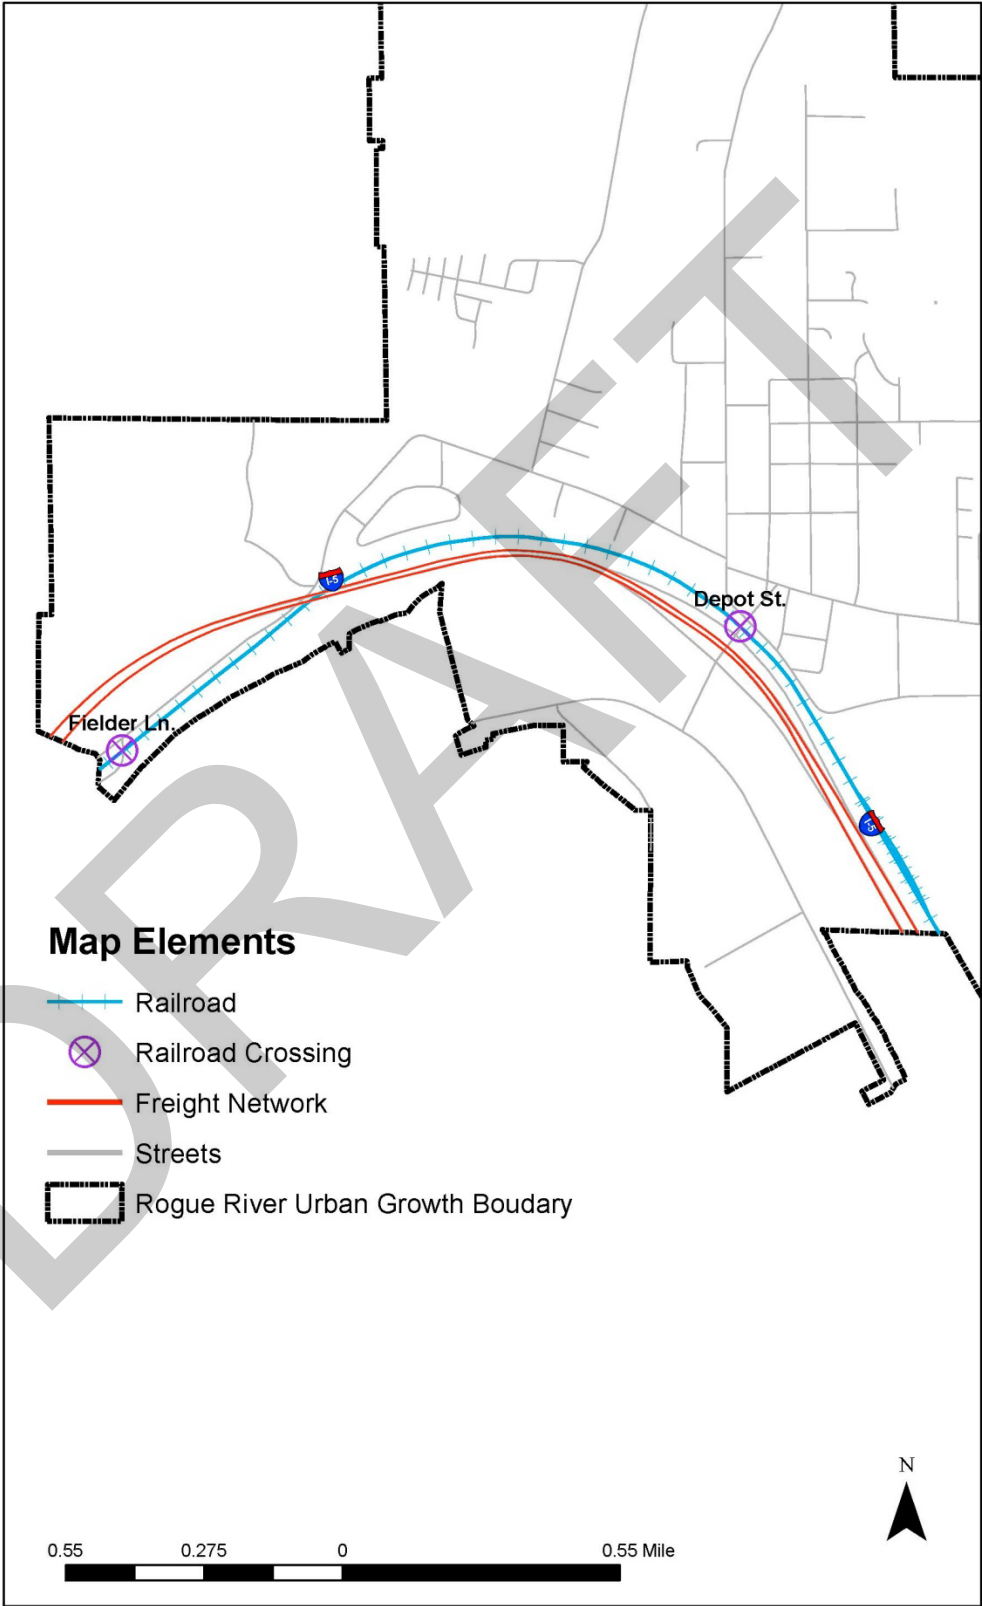 I-5
Depot St.
Fielder Ln.
I-5
DRAFT
Map Elements
Railroad
Railroad Crossing
Freight Network
Streets
Rogue River Urban Growth Boudary
N
0.55 0.275 0 0.55 Mile